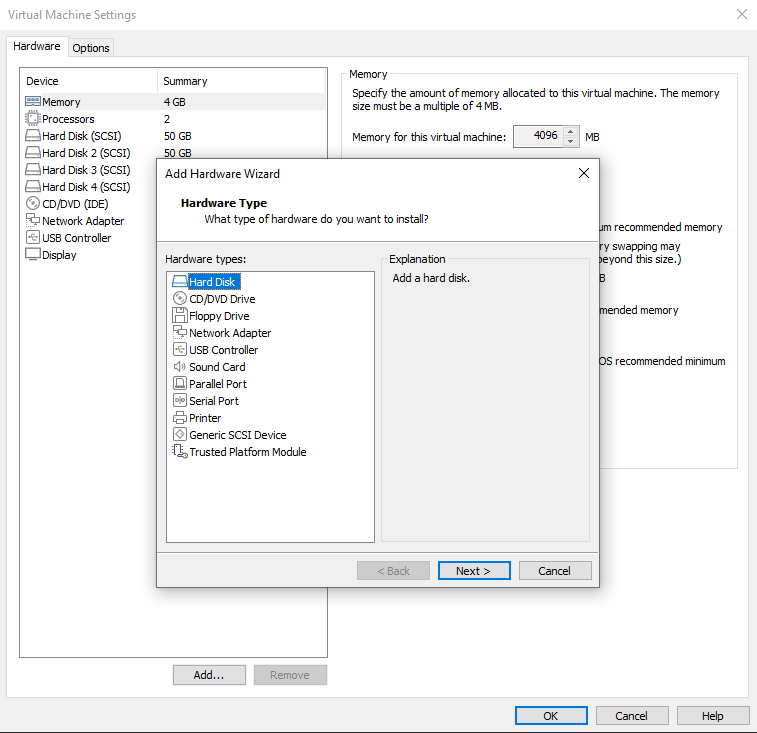 Virtual Machine Settings
Hardware
Options
Device
Summary
Memory
4 GB
Processors
2
Hard Disk (SCSI)
50 GB
Hard Disk 2 (SCSI)
50 GB
Hard Disk 3 (SCSI)
Hard Disk 4 (SCSI)
CD/DVD (IDE)
Network Adapter
USB Controller
Display
Add...
Remove
Memory
Specify the amount of memory allocated to this virtual machine. The memory
size must be a multiple of 4 MB.
Memory for this virtual machine:
4096
MB
um recommended memory
ry swapping may
beyond this size.)
B
mended memory
OS recommended minimum
Add Hardware Wizard
Hardware Type
What type of hardware do you want to install?
Hardware types:
Hard Disk
CD/DVD Drive
Floppy Drive
Network Adapter
USB Controller
Sound Card
Parallel Port
Serial Port
Printer
Generic SCSI Device
Trusted Platform Module
Explanation
Add a hard disk.
< Back
Next >
Cancel
OK
Cancel
Help